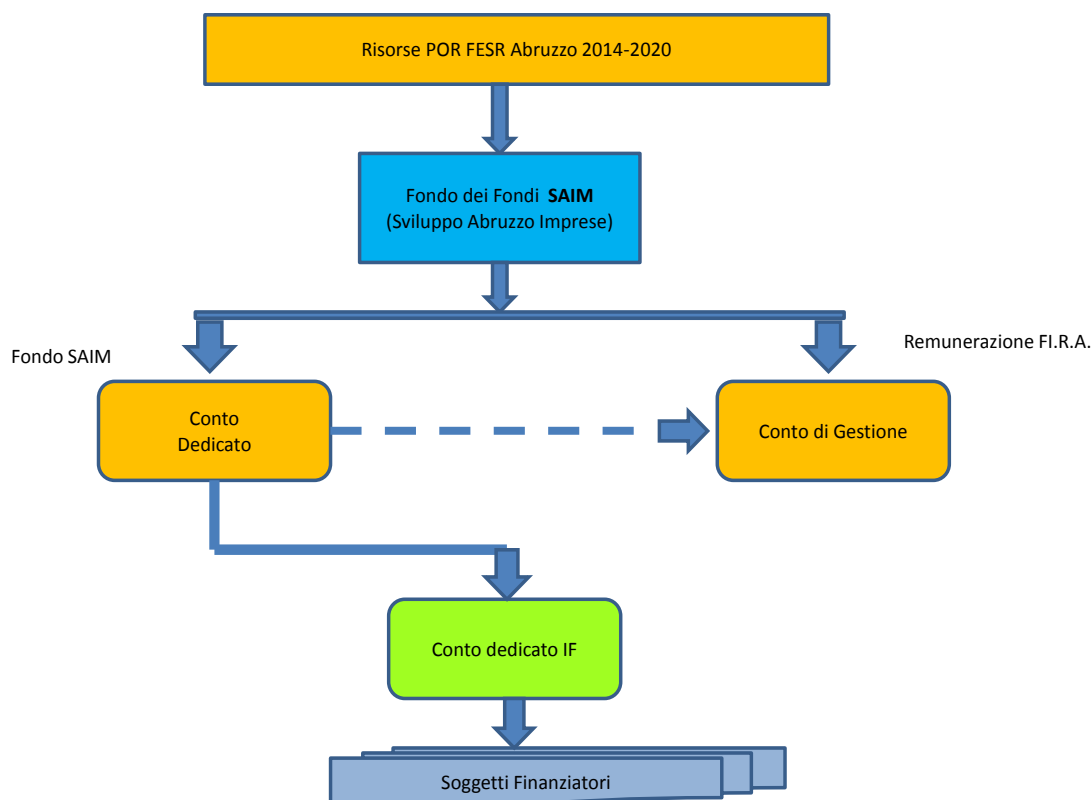 Risorse POR FESR Abruzzo 2014-2020
Fondo dei Fondi SAIM
(Sviluppo Abruzzo Imprese)
Fondo SAIM
Remunerazione FI.R.A.
Conto
Dedicato
Conto di Gestione
Conto dedicato IF
Soggetti Finanziatori